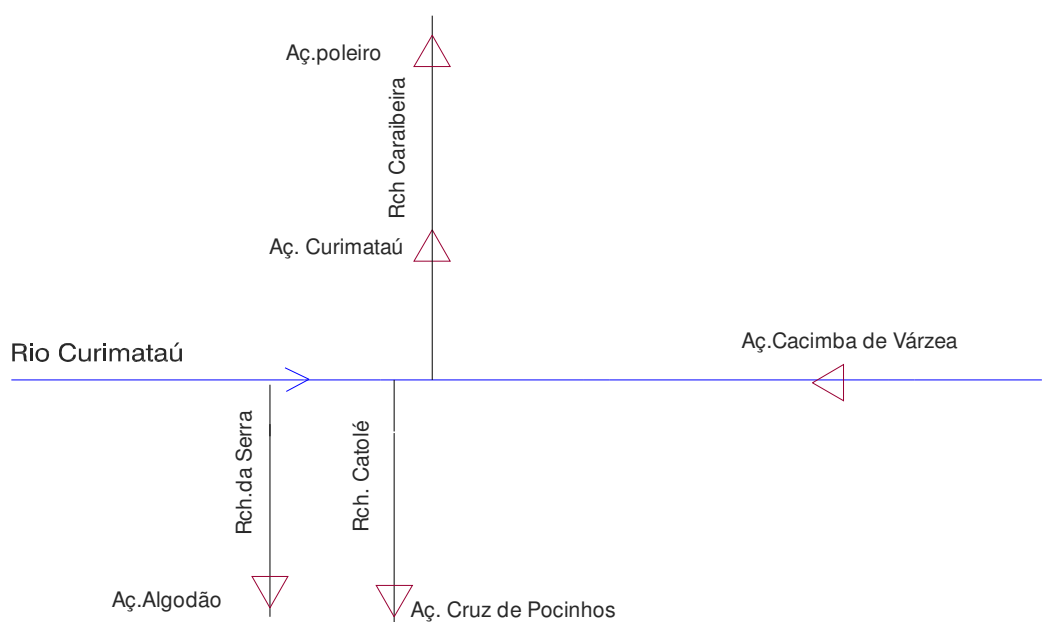 Aç.poleiro
Rch Caraibeira
Aç. Curimataú
Rio Curimataú
Aç.Cacimba de Várzea
Rch.da Serra
Rch. Catolé
Aç.Algodão
Aç. Cruz de Pocinhos